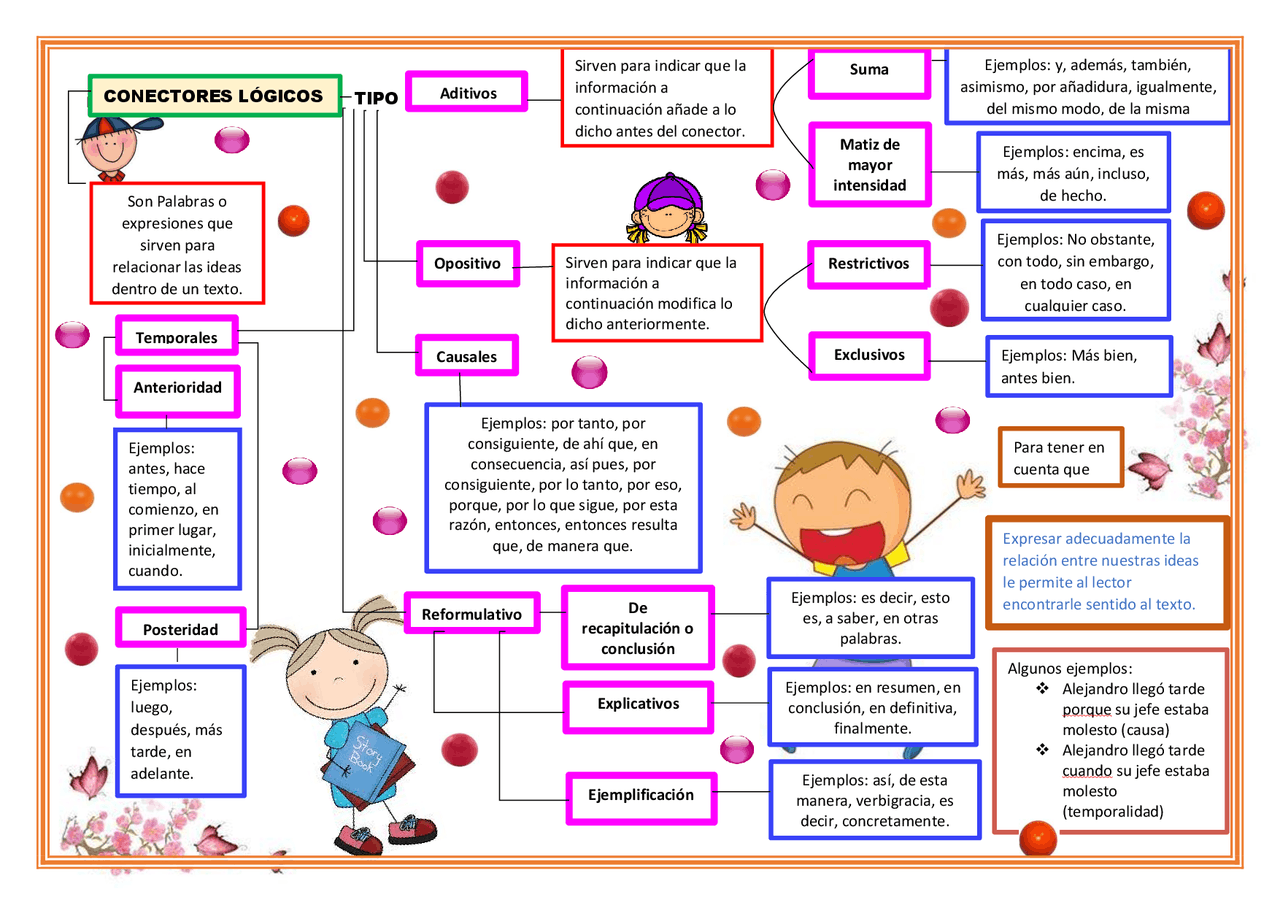 CONECTORES LÓGICOS
TIPO
Son Palabras o
expresiones que
sirven para
relacionar las ideas
dentro de un texto.
Aditivos
Sirven para indicar que la
información a
continuación añade a lo
dicho antes del conector.
Suma
Ejemplos: y, además, también,
asimismo, por añadidura, igualmente,
del mismo modo, de la misma
Matiz de
mayor
intensidad
Ejemplos: encima, es
más, más aún, incluso,
de hecho.
Opositivo
Sirven para indicar que la
información a
continuación modifica lo
dicho anteriormente.
Restrictivos
Ejemplos: No obstante,
con todo, sin embargo,
en todo caso, en
cualquier caso.
Exclusivos
Ejemplos: Más bien,
antes bien.
Causales
Ejemplos: por tanto, por
consiguiente, de ahí que, en
consecuencia, así pues, por
consiguiente, por lo tanto, por eso,
porque, por lo que sigue, por esta
razón, entonces, entonces resulta
que, de manera que.
Temporales
Anterioridad
Ejemplos:
antes, hace
tiempo, al
comienzo, en
primer lugar,
inicialmente,
cuando.
Posteridad
Ejemplos:
luego,
después, más
tarde, en
adelante.
Story
Book
Reformulativo
De
recapitulación o
conclusión
Ejemplos: es decir, esto
es, a saber, en otras
palabras.
Explicativos
Ejemplos: en resumen, en
conclusión, en definitiva,
finalmente.
Ejemplificación
Ejemplos: así, de esta
manera, verbigracia, es
decir, concretamente.
Para tener en
cuenta que
Expresar adecuadamente la
relación entre nuestras ideas
le permite al lector
encontrarle sentido al texto.
Algunos ejemplos:
❖ Alejandro llegó tarde
porque su jefe estaba
molesto (causa)
❖ Alejandro llegó tarde
cuando su jefe estaba
molesto
(temporalidad)